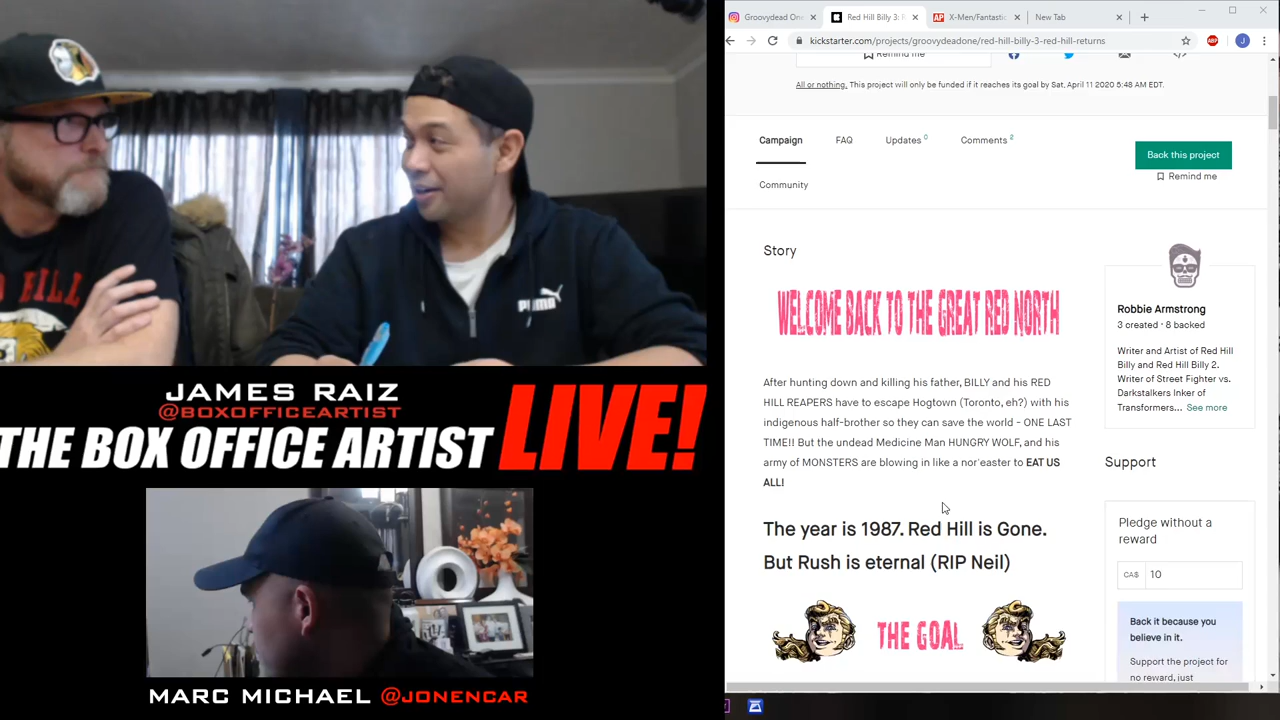 D HILL
PUMA
JAMES RAIZ
@BOXOFFICEARTIST
THE BOX OFFICE ARTIST LIVE!
MARC MICHAEL @JONENCAR
Groovydead One
Red Hill Billy 3: R
X-Men/Fantastic
New Tab
kickstarter.com/projects/groovydeadone/red-hill-billy-3-red-hill-returns
ABP
J
Remind me
All or nothing. This project will only be funded if it reaches its goal by Sat, April 11 2020 5:48 AM EDT.
Campaign
FAQ
Updates 0
Comments 2
Community
Back this project
Remind me
Story
WELCOME BACK TO THE GREAT RED NORTH
After hunting down and killing his father, BILLY and his RED
HILL REAPERS have to escape Hogtown (Toronto, eh?) with his
indigenous half-brother so they can save the world - ONE LAST
TIME!! But the undead Medicine Man HUNGRY WOLF, and his
army of MONSTERS are blowing in like a nor'easter to EAT US
ALL!
The year is 1987. Red Hill is Gone.
But Rush is eternal (RIP Neil)
THE GOAL
Robbie Armstrong
3 created · 8 backed
Writer and Artist of Red Hill
Billy and Red Hill Billy 2.
Writer of Street Fighter vs.
Darkstalkers Inker of
Transformers... See more
Support
Pledge without a
reward
CA$ 10
Back it because you
believe in it.
Support the project for
no reward, just